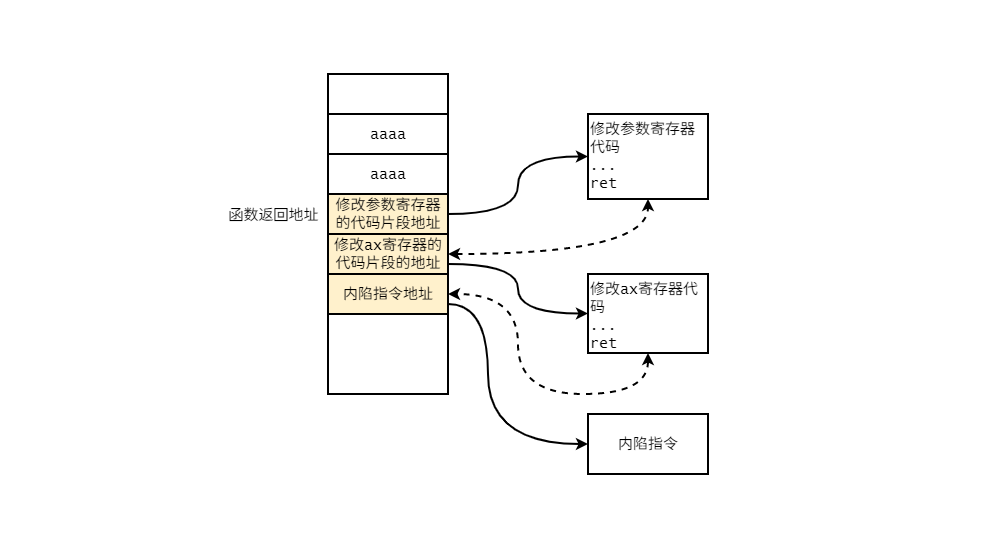 aaaa
aaaa
函数返回地址
修改参数寄存器
的代码片段地址
修改ax寄存器的
代码片段的地址
内陷指令地址
修改参数寄存器
代码
...
ret
修改ax寄存器代
码
...
ret
内陷指令